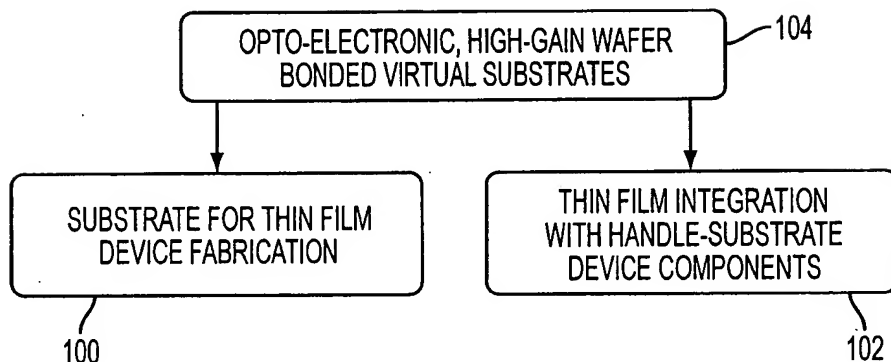 OPTO-ELECTRONIC, HIGH-GAIN WAFER
BONDED VIRTUAL SUBSTRATES
104
SUBSTRATE FOR THIN FILM
DEVICE FABRICATION
100
THIN FILM INTEGRATION
WITH HANDLE-SUBSTRATE
DEVICE COMPONENTS
102